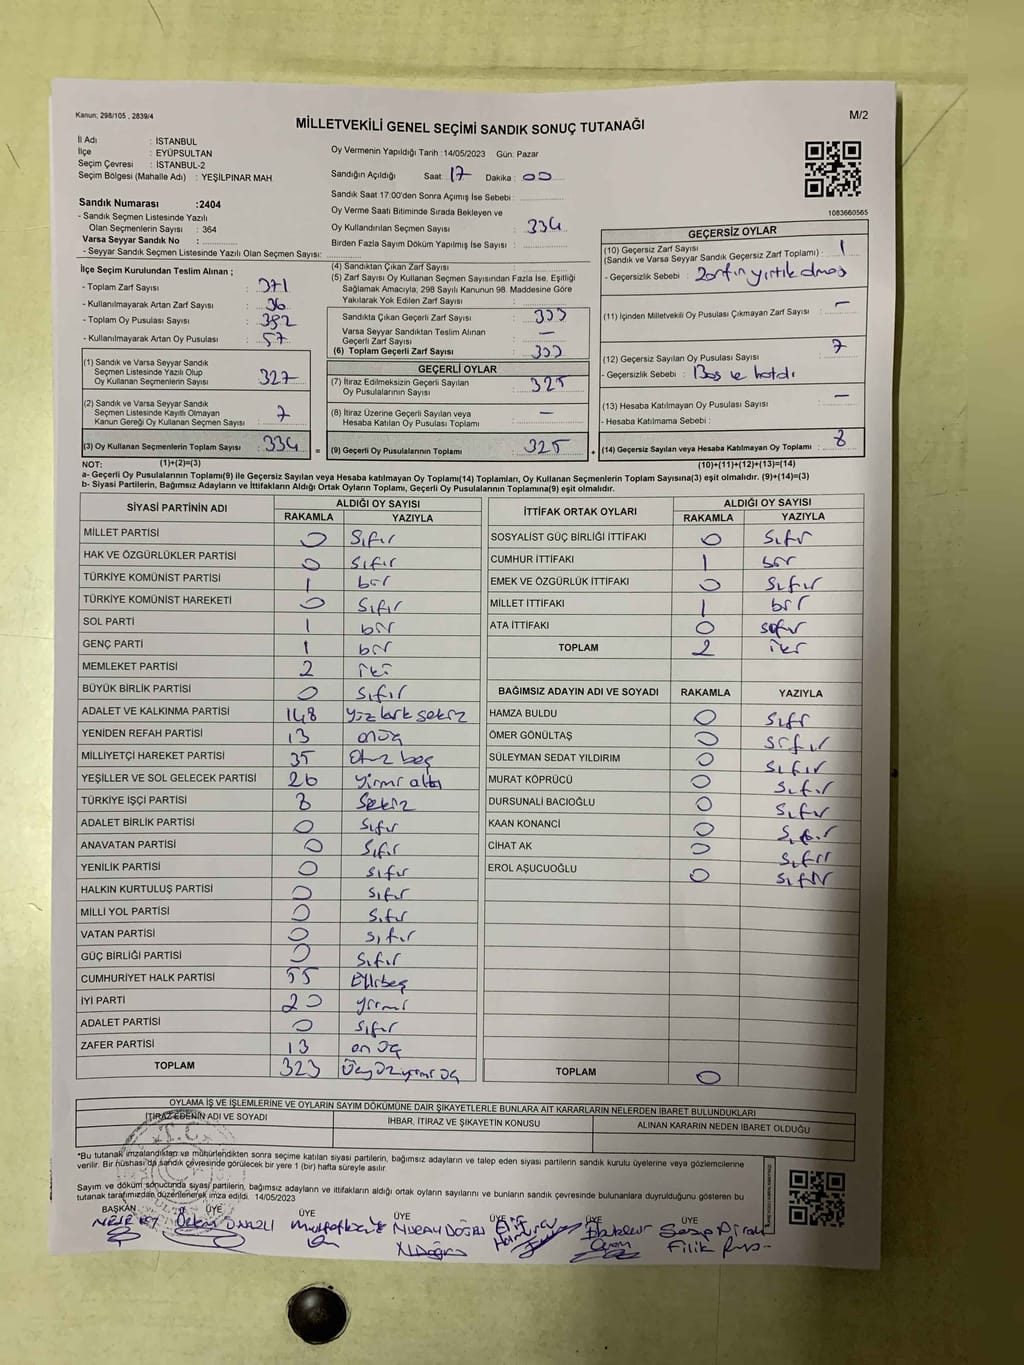 Kanun; 298/105 , 2839/4
M/2
MİLLETVEKİLİ GENEL SEÇİMİ SANDIK SONUÇ TUTANAĞI
İl Adı : İSTANBUL
İlçe : EYÜPSULTAN
Seçim Çevresi : İSTANBUL-2
Seçim Bölgesi (Mahalle Adı) : YEŞİLPINAR MAH.
Oy Vermenin Yapıldığı Tarih :14/05/2023 Gün: Pazar
Sandığın Açıldığı Saat: 17 Dakika : 00
Sandık Saat 17:00'den Sonra Açımış İse Sebebi :
Oy Verme Saati Bitiminde Sırada Bekleyen ve
Oy Kullandırılan Seçmen Sayısı : 334
Birden Fazla Sayım Döküm Yapılmış İse Sayısı :
1083660565
Sandık Numarası :2404
- Sandık Seçmen Listesinde Yazılı
Olan Seçmenlerin Sayısı : 364
Varsa Seyyar Sandık No :
- Seyyar Sandık Seçmen Listesinde Yazılı Olan Seçmen Sayısı:
İlçe Seçim Kurulundan Teslim Alınan ;
- Toplam Zarf Sayısı : 371
- Kullanılmayarak Artan Zarf Sayısı : 36
- Toplam Oy Pusulası Sayısı : 382
- Kullanılmayarak Artan Oy Pusulası : 57
(1) Sandık ve Varsa Seyyar Sandık
Seçmen Listesinde Yazılı Olup
Oy Kullanan Seçmenlerin Sayısı : 327
(2) Sandık ve Varsa Seyyar Sandık
Seçmen Listesinde Kayıtlı Olmayan
Kanun Gereği Oy Kullanan Seçmen Sayısı : 7
(3) Oy Kullanan Seçmenlerin Toplam Sayısı : 334
(4) Sandıktan Çıkan Zarf Sayısı :
(5) Zarf Sayısı Oy Kullanan Seçmen Sayısından Fazla İse, Eşitliği
Sağlamak Amacıyla; 298 Sayılı Kanunun 98. Maddesine Göre
Yakılarak Yok Edilen Zarf Sayısı :
Sandıkta Çıkan Geçerli Zarf Sayısı : 333
Varsa Seyyar Sandıktan Teslim Alınan
Geçerli Zarf Sayısı : —
(6) Toplam Geçerli Zarf Sayısı : 333
GEÇERLİ OYLAR
(7) İtiraz Edilmeksizin Geçerli Sayılan
Oy Pusulalarının Sayısı : 325
(8) İtiraz Üzerine Geçerli Sayılan veya
Hesaba Katılan Oy Pusulası Toplamı : —
= (9) Geçerli Oy Pusulalarının Toplamı : 325
GEÇERSİZ OYLAR
(10) Geçersiz Zarf Sayısı
(Sandık ve Varsa Seyyar Sandık Geçersiz Zarf Toplamı) : 1
- Geçersizlik Sebebi : Zarfın yırtık olması
(11) İçinden Milletvekili Oy Pusulası Çıkmayan Zarf Sayısı : —
(12) Geçersiz Sayılan Oy Pusulası Sayısı : 7
- Geçersizlik Sebebi : Boş ve hatalı
(13) Hesaba Katılmayan Oy Pusulası Sayısı : —
- Hesaba Katılmama Sebebi :
+ (14) Geçersiz Sayılan veya Hesaba Katılmayan Oy Toplamı : 8
NOT: (1)+(2)=(3)
(10)+(11)+(12)+(13)=(14)
a- Geçerli Oy Pusulalarının Toplamı(9) ile Geçersiz Sayılan veya Hesaba katılmayan Oy Toplamı(14) Toplamları, Oy Kullanan Seçmenlerin Toplam Sayısına(3) eşit olmalıdır. (9)+(14)=(3)
b- Siyasi Partilerin, Bağımsız Adayların ve İttifakların Aldığı Ortak Oyların Toplamı, Geçerli Oy Pusulalarının Toplamına(9) eşit olmalıdır.
SİYASİ PARTİNİN ADI
ALDIĞI OY SAYISI
RAKAMLA YAZIYLA
MİLLET PARTİSİ 0 Sıfır
HAK VE ÖZGÜRLÜKLER PARTİSİ 0 Sıfır
TÜRKİYE KOMÜNİST PARTİSİ 1 bir
TÜRKİYE KOMÜNİST HAREKETİ 0 Sıfır
SOL PARTİ 1 bir
GENÇ PARTİ 1 bir
MEMLEKET PARTİSİ 2 iki
BÜYÜK BİRLİK PARTİSİ 0 Sıfır
ADALET VE KALKINMA PARTİSİ 148 yüz kırk sekiz
YENİDEN REFAH PARTİSİ 13 onüç
MİLLİYETÇİ HAREKET PARTİSİ 35 Otuz beş
YEŞİLLER VE SOL GELECEK PARTİSİ 26 yirmi altı
TÜRKİYE İŞÇİ PARTİSİ 8 Sekiz
ADALET BİRLİK PARTİSİ 0 Sıfır
ANAVATAN PARTİSİ 0 Sıfır
YENİLİK PARTİSİ 0 sıfır
HALKIN KURTULUŞ PARTİSİ 0 Sıfır
MİLLİ YOL PARTİSİ 0 Sıfır
VATAN PARTİSİ 0 Sıfır
GÜÇ BİRLİĞİ PARTİSİ 0 Sıfır
CUMHURİYET HALK PARTİSİ 55 Ellibeş
İYİ PARTİ 20 yirmi
ADALET PARTİSİ 0 Sıfır
ZAFER PARTİSİ 13 on üç
TOPLAM 323 Üçyüzyirmi üç
İTTİFAK ORTAK OYLARI
ALDIĞI OY SAYISI
RAKAMLA YAZIYLA
SOSYALİST GÜÇ BİRLİĞİ İTTİFAKI 0 Sıfır
CUMHUR İTTİFAKI 1 bir
EMEK VE ÖZGÜRLÜK İTTİFAKI 0 Sıfır
MİLLET İTTİFAKI 1 bir
ATA İTTİFAKI 0 sıfır
TOPLAM 2 iki
BAĞIMSIZ ADAYIN ADI VE SOYADI RAKAMLA YAZIYLA
HAMZA BULDU 0 Sıfır
ÖMER GÖNÜLTAŞ 0 Sıfır
SÜLEYMAN SEDAT YILDIRIM 0 Sıfır
MURAT KÖPRÜCÜ 0 Sıfır
DURSUNALİ BACIOĞLU 0 Sıfır
KAAN KONANCİ 0 Sıfır
CİHAT AK 0 Sıfır
EROL AŞUCUOĞLU 0 Sıfır
TOPLAM 0
OYLAMA İŞ VE İŞLEMLERİNE VE OYLARIN SAYIM DÖKÜMÜNE DAİR ŞİKAYETLERLE BUNLARA AİT KARARLARIN NELERDEN İBARET BULUNDUKLARI
İTİRAZ EDENİN ADI VE SOYADI
İHBAR, İTİRAZ VE ŞİKAYETİN KONUSU
ALINAN KARARIN NEDEN İBARET OLDUĞU
T.C.
*Bu tutanak imzalandıktan ve mühürlendikten sonra seçime katılan siyasi partilerin, bağımsız adayların ve talep eden siyasi partilerin sandık kurulu üyelerine veya gözlemcilerine
verilir. Bir nüshası da sandık çevresinde görülecek bir yere 1 (bir) hafta süreyle asılır.
Sayım ve döküm sonucunda siyasi partilerin, bağımsız adayların ve ittifakların aldığı ortak oyların sayılarını ve bunların sandık çevresinde bulunanlara duyrulduğunu gösteren bu
tutanak tarafımızdan düzenlenerek imza edildi. 14/05/2023
BAŞKAN ÜYE ÜYE ÜYE ÜYE ÜYE ÜYE
NURAY DOĞAN
N.Doğan
Filik